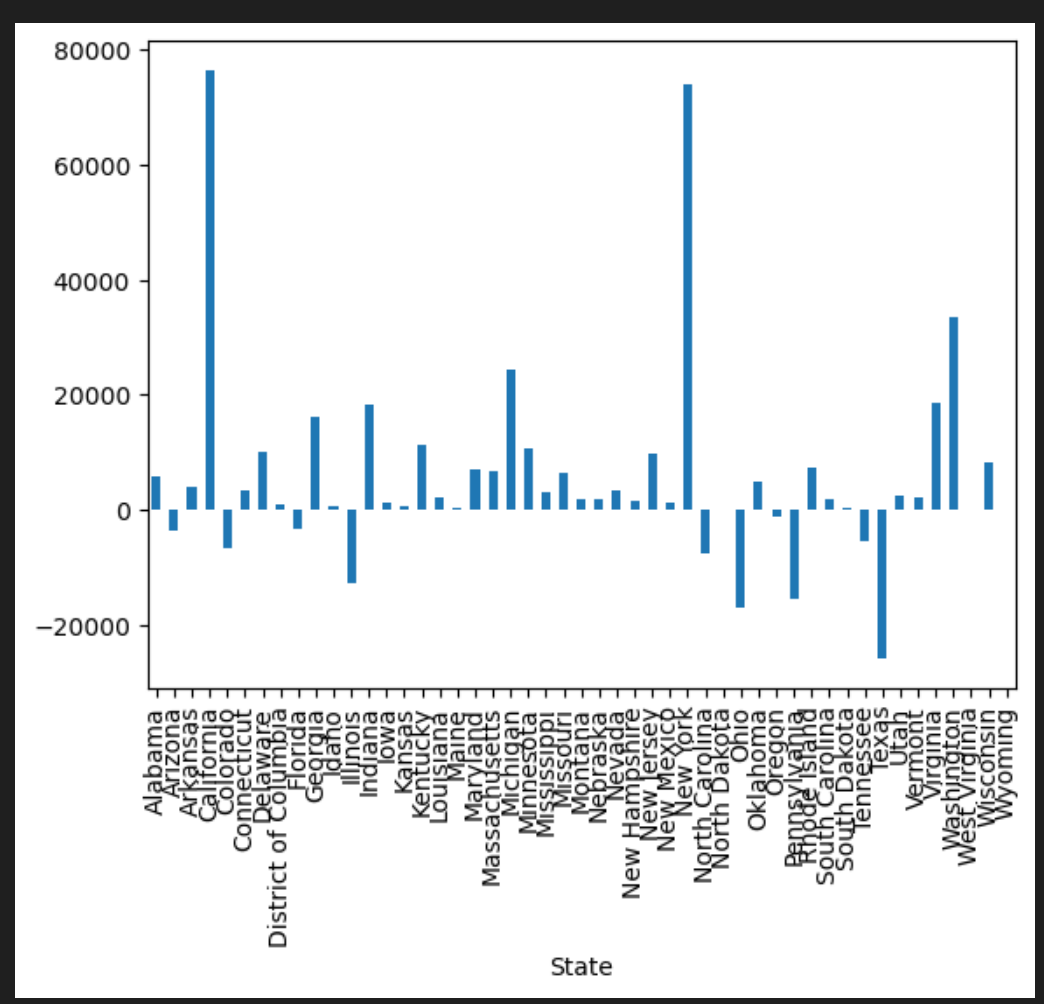 80000
60000
40000
20000
0
−20000
Alabama
Arizona
Arkansas
California
Colorado
Connecticut
Delaware
District of Columbia
Florida
Georgia
Idaho
Illinois
Indiana
Iowa
Kansas
Kentucky
Louisiana
Maine
Maryland
Massachusetts
Michigan
Minnesota
Mississippi
Missouri
Montana
Nebraska
Nevada
New Hampshire
New Jersey
New Mexico
New York
North Carolina
North Dakota
Ohio
Oklahoma
Oregon
Pennsylvania
Rhode Island
South Carolina
South Dakota
Tennessee
Texas
Utah
Vermont
Virginia
Washington
West Virginia
Wisconsin
Wyoming
State